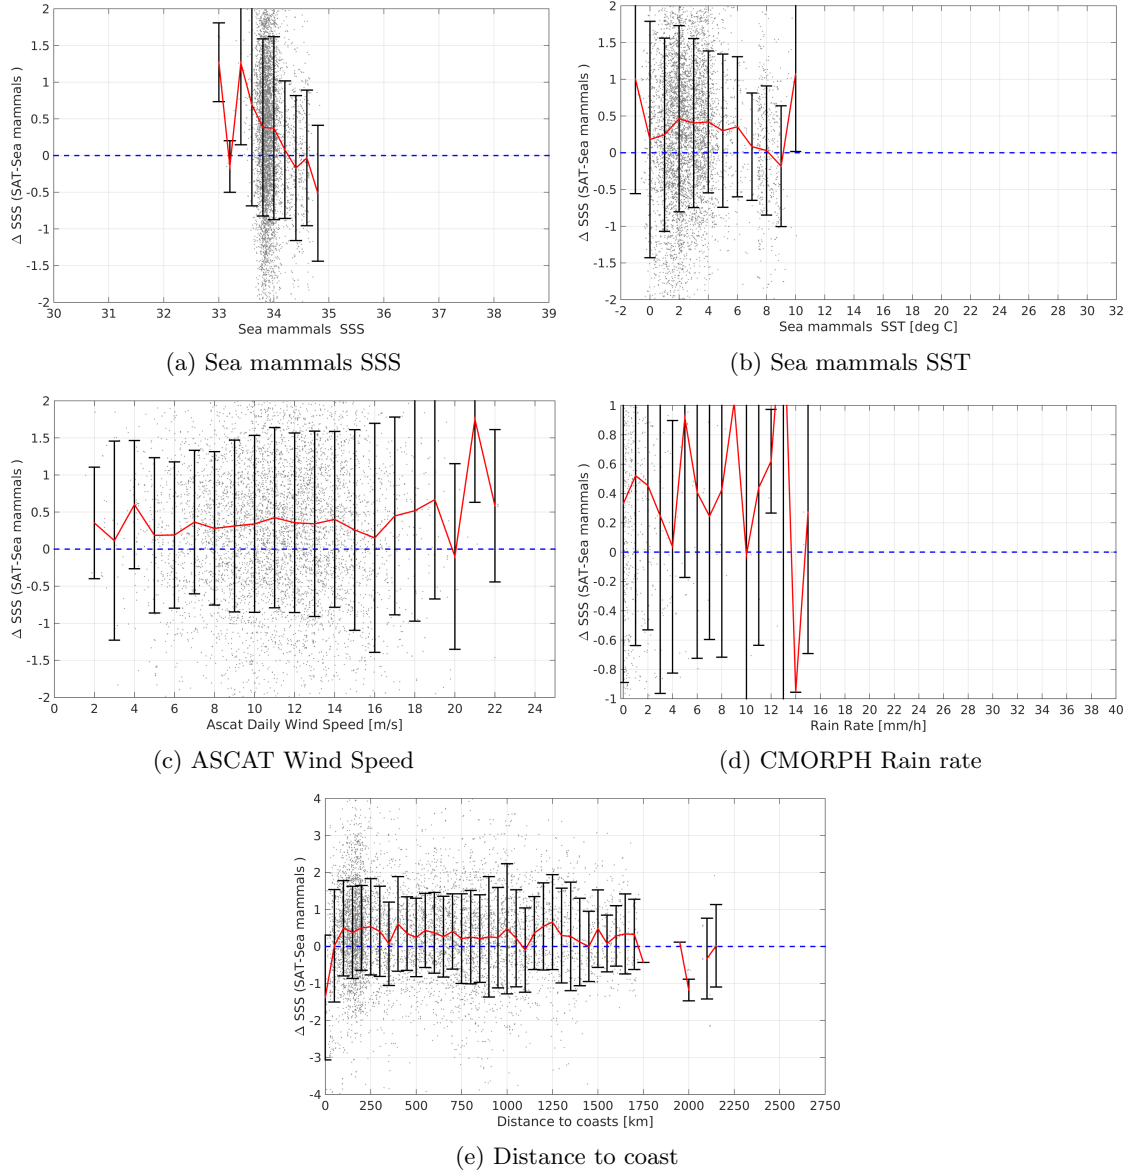 Δ SSS (SAT-Sea mammals )
2
1.5
1
0.5
0
-0.5
-1
-1.5
-2
30 31 32 33 34 35 36 37 38 39
Sea mammals SSS
(a) Sea mammals SSS
Δ SSS (SAT-Sea mammals )
2
1.5
1
0.5
0
-0.5
-1
-1.5
-2
-2 0 2 4 6 8 10 12 14 16 18 20 22 24 26 28 30 32
Sea mammals SST [deg C]
(b) Sea mammals SST
Δ SSS (SAT-Sea mammals )
2
1.5
1
0.5
0
-0.5
-1
-1.5
-2
0 2 4 6 8 10 12 14 16 18 20 22 24
Ascat Daily Wind Speed [m/s]
(c) ASCAT Wind Speed
Δ SSS (SAT-Sea mammals )
1
0.8
0.6
0.4
0.2
0
-0.2
-0.4
-0.6
-0.8
-1
0 2 4 6 8 10 12 14 16 18 20 22 24 26 28 30 32 34 36 38 40
Rain Rate [mm/h]
(d) CMORPH Rain rate
Δ SSS (SAT-Sea mammals )
4
3
2
1
0
-1
-2
-3
-4
0 250 500 750 1000 1250 1500 1750 2000 2250 2500 2750
Distance to coasts [km]
(e) Distance to coast